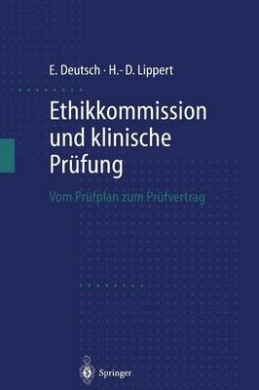 E. Deutsch · H.-D. Lippert
Ethikkommission
und klinische
Prüfung
Vom Prüfplan zum Prüfvertrag
Springer